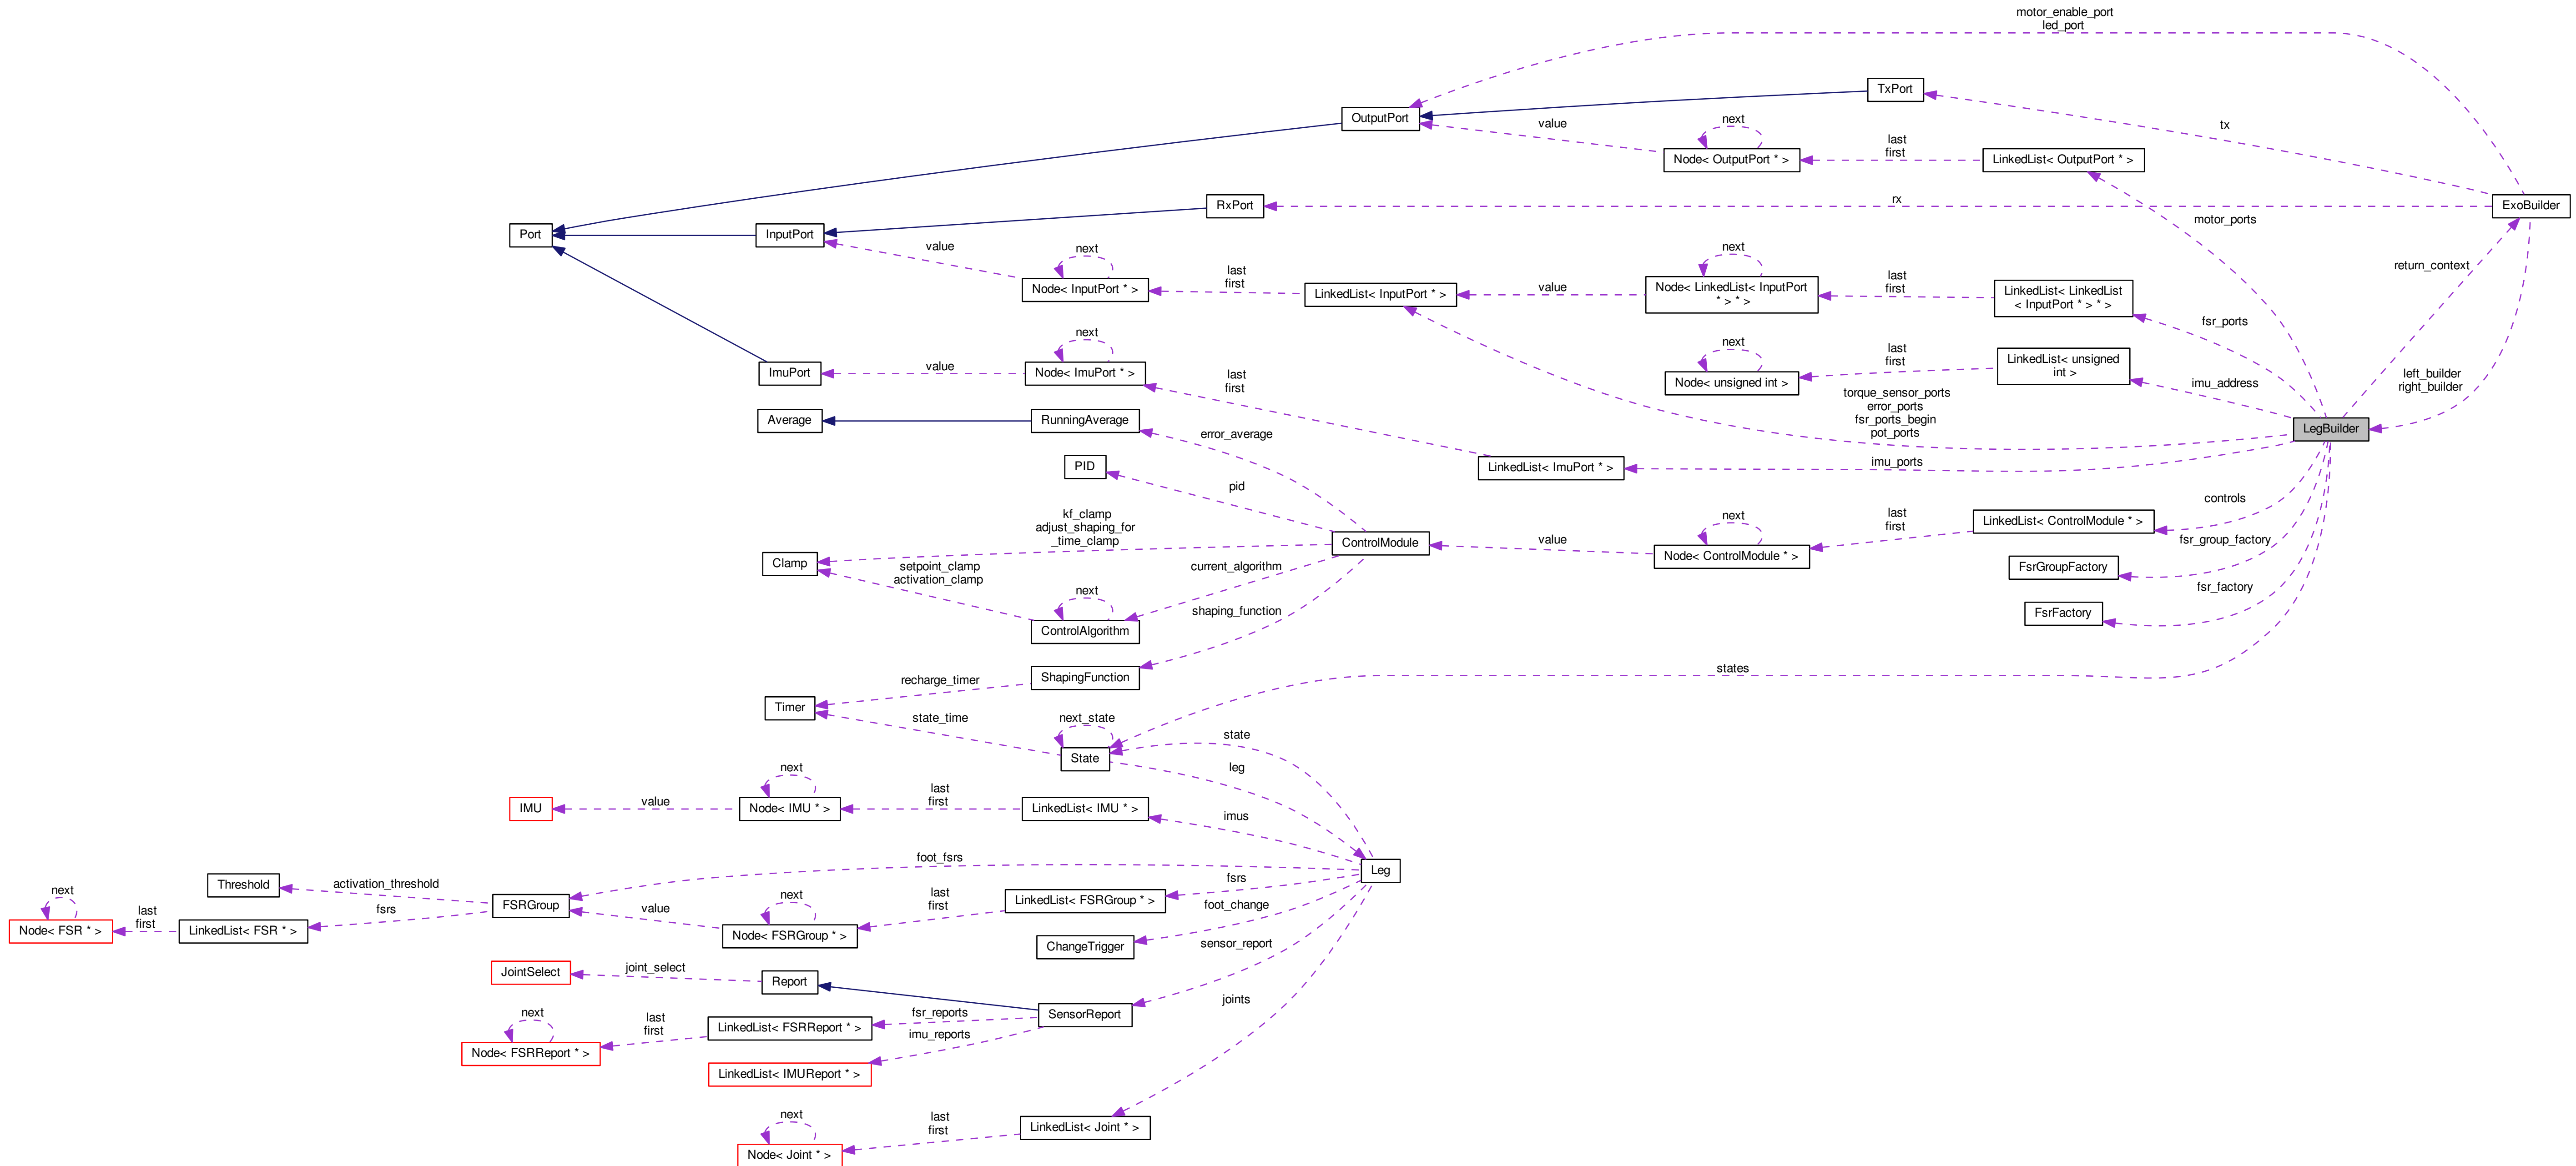 motor_enable_port
led_port
TxPort
OutputPort
value
next
Node< OutputPort * >
last
first
LinkedList< OutputPort * >
tx
RxPort
rx
ExoBuilder
motor_ports
Port
InputPort
value
next
Node< InputPort * >
last
first
LinkedList< InputPort * >
value
next
Node< LinkedList< InputPort
* > * >
last
first
LinkedList< LinkedList
< InputPort * > * >
return_context
fsr_ports
ImuPort
value
next
Node< ImuPort * >
last
first
next
Node< unsigned int >
last
first
LinkedList< unsigned
int >
imu_address
left_builder
right_builder
torque_sensor_ports
error_ports
fsr_ports_begin
pot_ports
Average
RunningAverage
error_average
LegBuilder
PID
pid
LinkedList< ImuPort * >
imu_ports
kf_clamp
adjust_shaping_for
_time_clamp
ControlModule
value
next
Node< ControlModule * >
last
first
LinkedList< ControlModule * >
controls
fsr_group_factory
Clamp
setpoint_clamp
activation_clamp
current_algorithm
FsrGroupFactory
next
ControlAlgorithm
shaping_function
fsr_factory
FsrFactory
ShapingFunction
recharge_timer
states
Timer
state_time
next_state
State
state
leg
IMU
value
next
Node< IMU * >
last
first
LinkedList< IMU * >
imus
foot_fsrs
Leg
Threshold
activation_threshold
FSRGroup
next
Node< FSR * >
last
first
LinkedList< FSR * >
fsrs
value
next
Node< FSRGroup * >
last
first
LinkedList< FSRGroup * >
fsrs
foot_change
ChangeTrigger
sensor_report
JointSelect
joint_select
Report
joints
SensorReport
next
Node< FSRReport * >
last
first
LinkedList< FSRReport * >
fsr_reports
imu_reports
LinkedList< IMUReport * >
next
Node< Joint * >
last
first
LinkedList< Joint * >